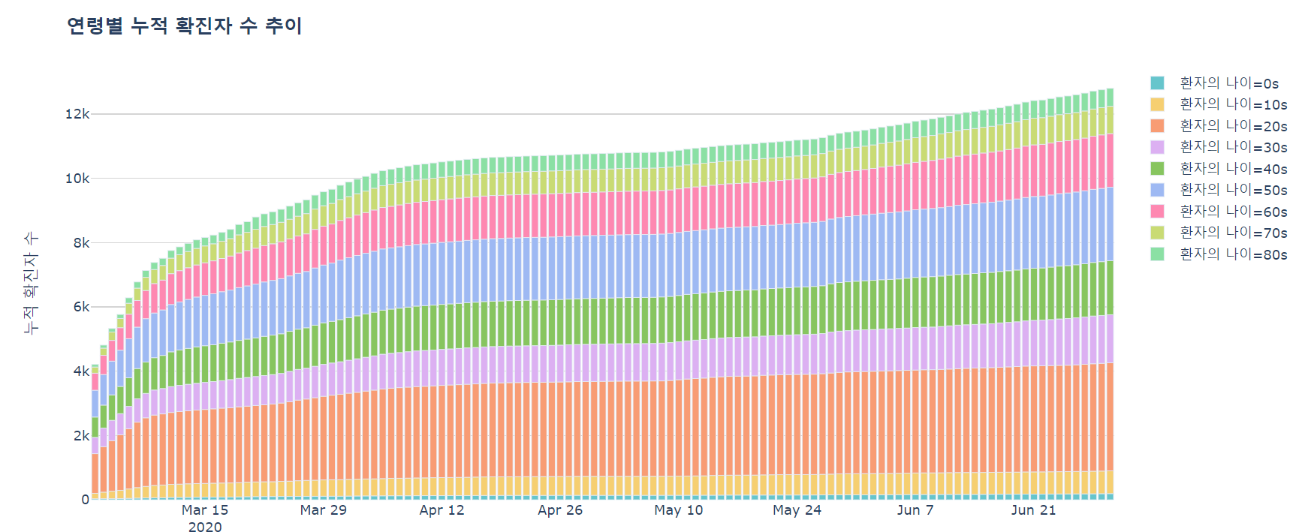 연령별 누적 확진자 수 추이
누적 확진자 수
12k
10k
8k
6k
4k
2k
0
Mar 15
2020
Mar 29
Apr 12
Apr 26
May 10
May 24
Jun 7
Jun 21
환자의 나이=0s
환자의 나이=10s
환자의 나이=20s
환자의 나이=30s
환자의 나이=40s
환자의 나이=50s
환자의 나이=60s
환자의 나이=70s
환자의 나이=80s